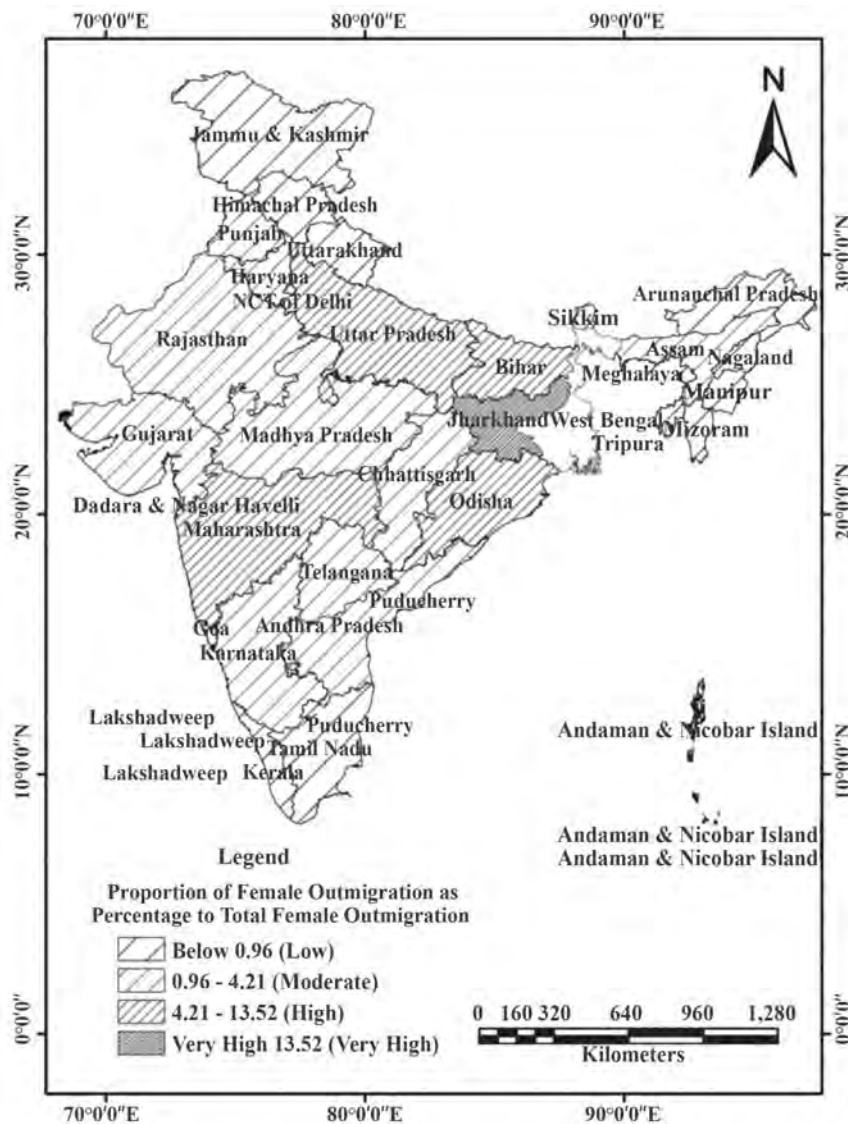 70°0'0"E 80°0'0"E 90°0'0"E
N
Jammu & Kashmir
Himachal Pradesh
Punjab
Uttarakhand
30°0'0"N 30°0'0"N
Haryana
Arunanchal Pradesh
NCT of Delhi
Sikkim
Rajasthan
Uttar Pradesh
Assam
Nagaland
Bihar
Meghalaya
Manipur
Jharkhand
West Bengal
Gujarat
Madhya Pradesh
Tripura
Mizoram
Chhattisgarh
Dadara & Nagar Havelli
Odisha
20°0'0"N 20°0'0"N
Maharashtra
Telangana
Puducherry
Goa
Andhra Pradesh
Karnataka
Lakshadweep
Puducherry
Andaman & Nicobar Island
Lakshadweep
Tamil Nadu
Lakshadweep
Kerala
10°0'0"N 10°0'0"N
Andaman & Nicobar Island
Andaman & Nicobar Island
Legend
Proportion of Female Outmigration as
Percentage to Total Female Outmigration
Below 0.96 (Low)
0.96 - 4.21 (Moderate)
4.21 - 13.52 (High)
Very High 13.52 (Very High)
0 160 320 640 960 1,280
Kilometers
0°0'0" 0°0'0"
70°0'0"E 80°0'0"E 90°0'0"E